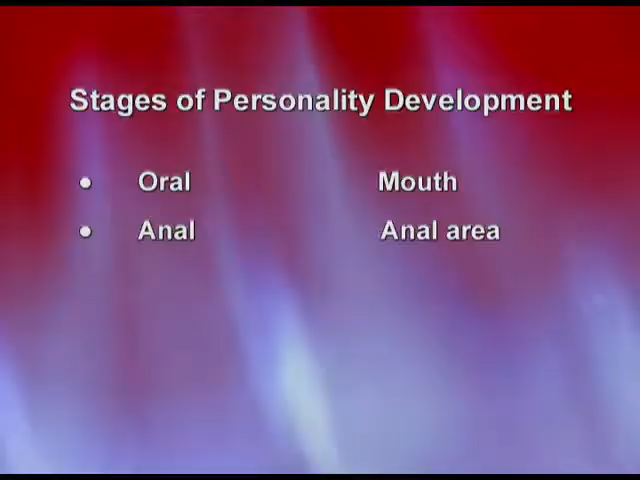 Stages of Personality Development
• Oral Mouth
• Anal Anal area